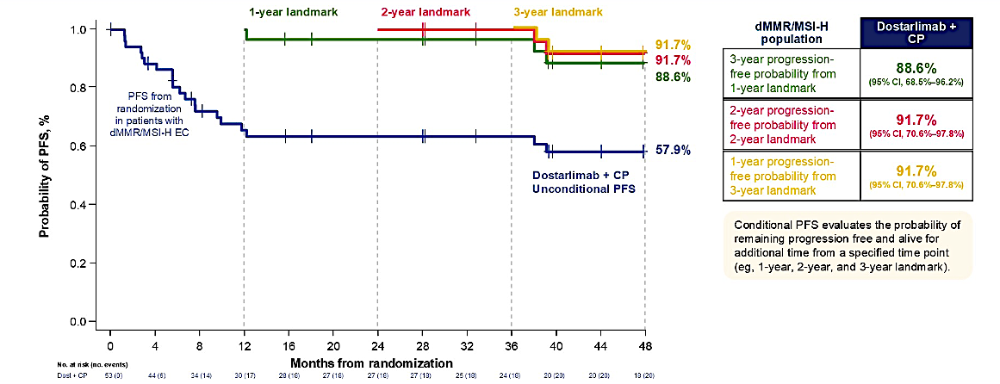 1-year landmark
2-year landmark
3-year landmark
1.0
0.8
0.6
0.4
0.2
0.0
Probability of PFS, %
PFS from
randomization
in patients with
dMMR/MSI-H EC
91.7%
91.7%
88.6%
57.9%
Dostarlimab + CP
Unconditional PFS
0 4 8 12 16 20 24 28 32 36 40 44 48
Months from randomization
No. at risk (no. events)
Dost + CP 53 (0) 44 (6) 34 (14) 30 (17) 28 (18) 27 (18) 27 (18) 27 (18) 25 (18) 24 (18) 20 (20) 20 (20) 18 (20)
dMMR/MSI-H
population
Dostarlimab +
CP
3-year progression-
free probability from
1-year landmark
88.6%
(95% CI, 68.5%–96.2%)
2-year progression-
free probability from
2-year landmark
91.7%
(95% CI, 70.6%–97.8%)
1-year progression-
free probability from
3-year landmark
91.7%
(95% CI, 70.6%–97.8%)
Conditional PFS evaluates the probability of
remaining progression free and alive for
additional time from a specified time point
(eg, 1-year, 2-year, and 3-year landmark).